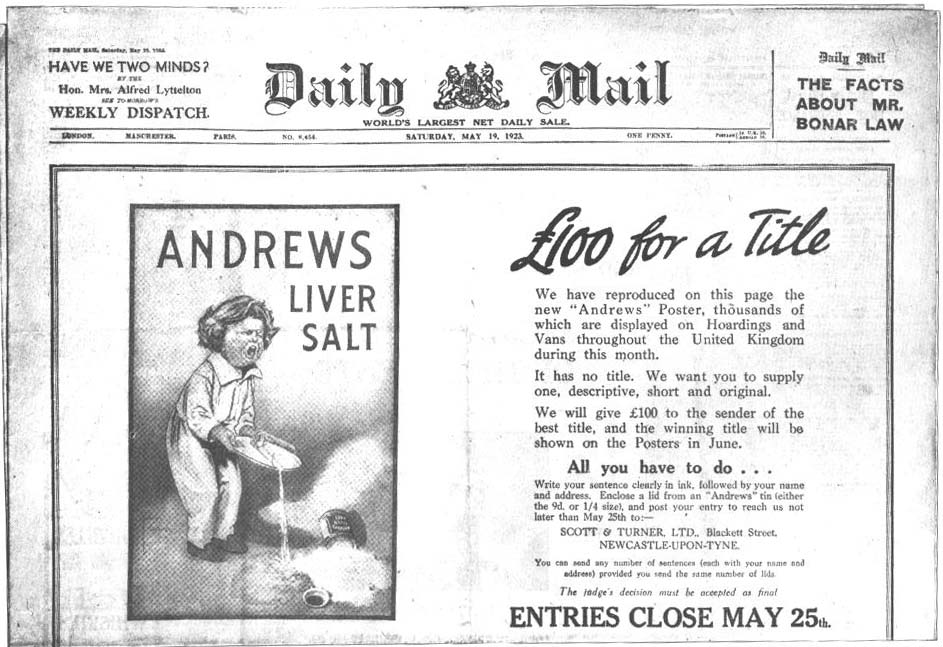 THE DAILY MAIL, Saturday, May 19, 1923.
HAVE WE TWO MINDS?
BY THE
Hon. Mrs. Alfred Lyttelton
SEE TO-MORROW'S
WEEKLY DISPATCH.
Daily Mail
WORLD'S LARGEST NET DAILY SALE.
Daily Mail
THE FACTS
ABOUT MR.
BONAR LAW
LONDON. MANCHESTER. PARIS. NO. 8,454. SATURDAY, MAY 19, 1923. ONE PENNY.
ANDREWS
LIVER
SALT
£100 for a Title
We have reproduced on this page the
new "Andrews" Poster, thousands of
which are displayed on Hoardings and
Vans throughout the United Kingdom
during this month.
It has no title. We want you to supply
one, descriptive, short and original.
We will give £100 to the sender of the
best title, and the winning title will be
shown on the Posters in June.
All you have to do . . .
Write your sentence clearly in ink, followed by your name
and address. Enclose a lid from an "Andrews" tin (either
the 9d. or 1/4 size), and post your entry to reach us not
later than May 25th to:—
SCOTT & TURNER, LTD., Blackett Street,
NEWCASTLE-UPON-TYNE.
You can send any number of sentences (each with your name and
address) provided you send the same number of lids.
The judge's decision must be accepted as final
ENTRIES CLOSE MAY 25th.